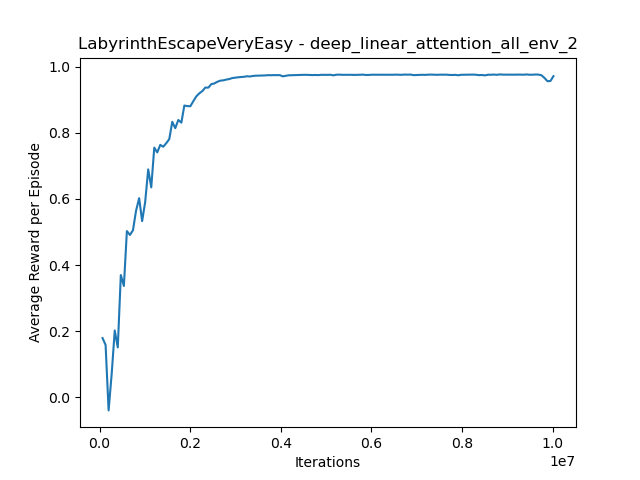 LabyrinthEscapeVeryEasy - deep_linear_attention_all_env_2
Average Reward per Episode
1.0
0.8
0.6
0.4
0.2
0.0
0.0 0.2 0.4 0.6 0.8 1.0
1e7
Iterations